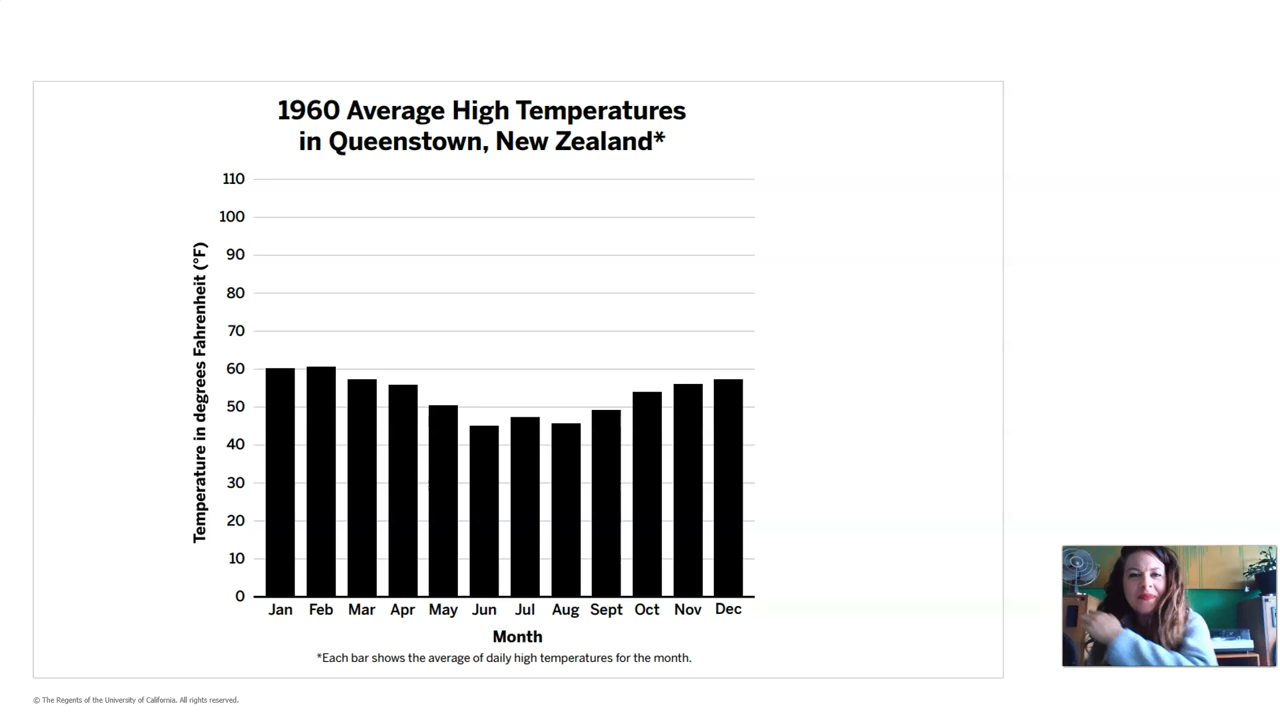 1960 Average High Temperatures
in Queenstown, New Zealand*
Temperature in degrees Fahrenheit (°F)
110
100
90
80
70
60
50
40
30
20
10
0
Jan Feb Mar Apr May Jun Jul Aug Sept Oct Nov Dec
Month
*Each bar shows the average of daily high temperatures for the month.
© The Regents of the University of California. All rights reserved.